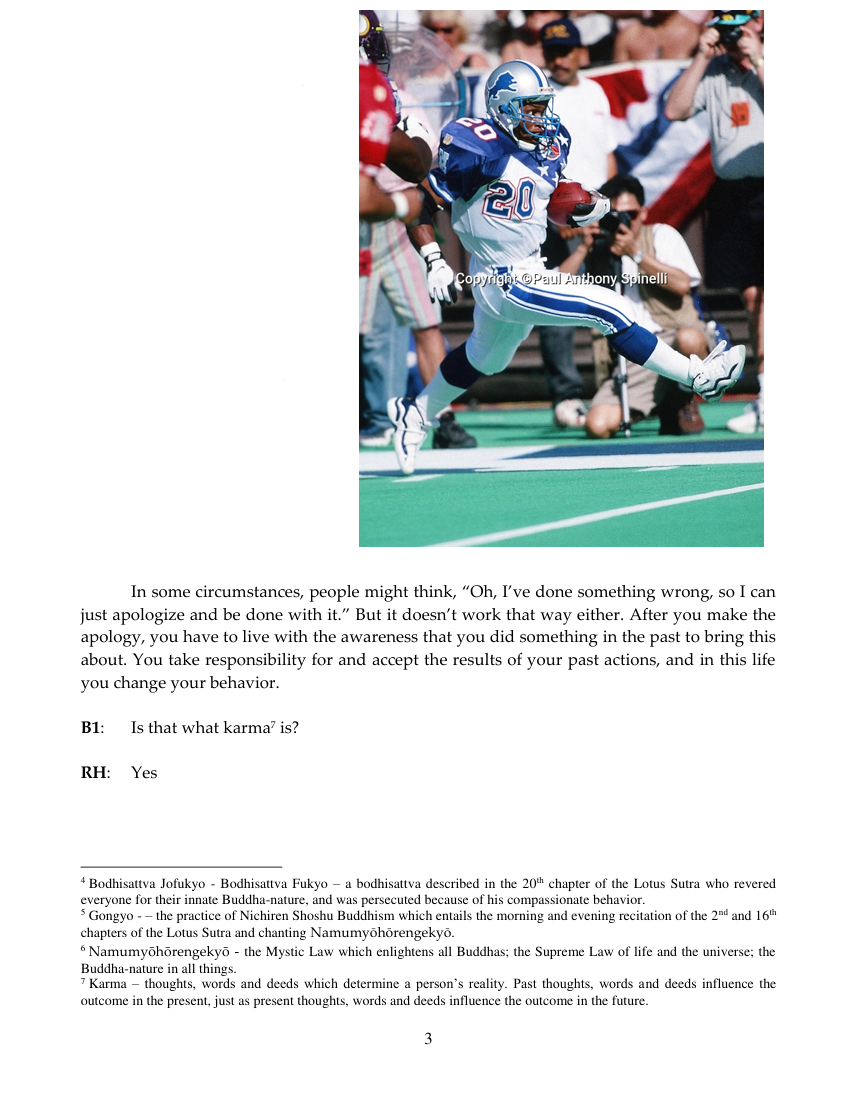 20
20
Copyright ©Paul Anthony Spinelli
In some circumstances, people might think, “Oh, I’ve done something wrong, so I can
just apologize and be done with it.” But it doesn’t work that way either. After you make the
apology, you have to live with the awareness that you did something in the past to bring this
about. You take responsibility for and accept the results of your past actions, and in this life
you change your behavior.
B1: Is that what karma⁷ is?
RH: Yes
⁴ Bodhisattva Jofukyo - Bodhisattva Fukyo – a bodhisattva described in the 20ᵗʰ chapter of the Lotus Sutra who revered
everyone for their innate Buddha-nature, and was persecuted because of his compassionate behavior.
⁵ Gongyo - – the practice of Nichiren Shoshu Buddhism which entails the morning and evening recitation of the 2ⁿᵈ and 16ᵗʰ
chapters of the Lotus Sutra and chanting Namumyōhōrengekyō.
⁶ Namumyōhōrengekyō - the Mystic Law which enlightens all Buddhas; the Supreme Law of life and the universe; the
Buddha-nature in all things.
⁷ Karma – thoughts, words and deeds which determine a person’s reality. Past thoughts, words and deeds influence the
outcome in the present, just as present thoughts, words and deeds influence the outcome in the future.
3